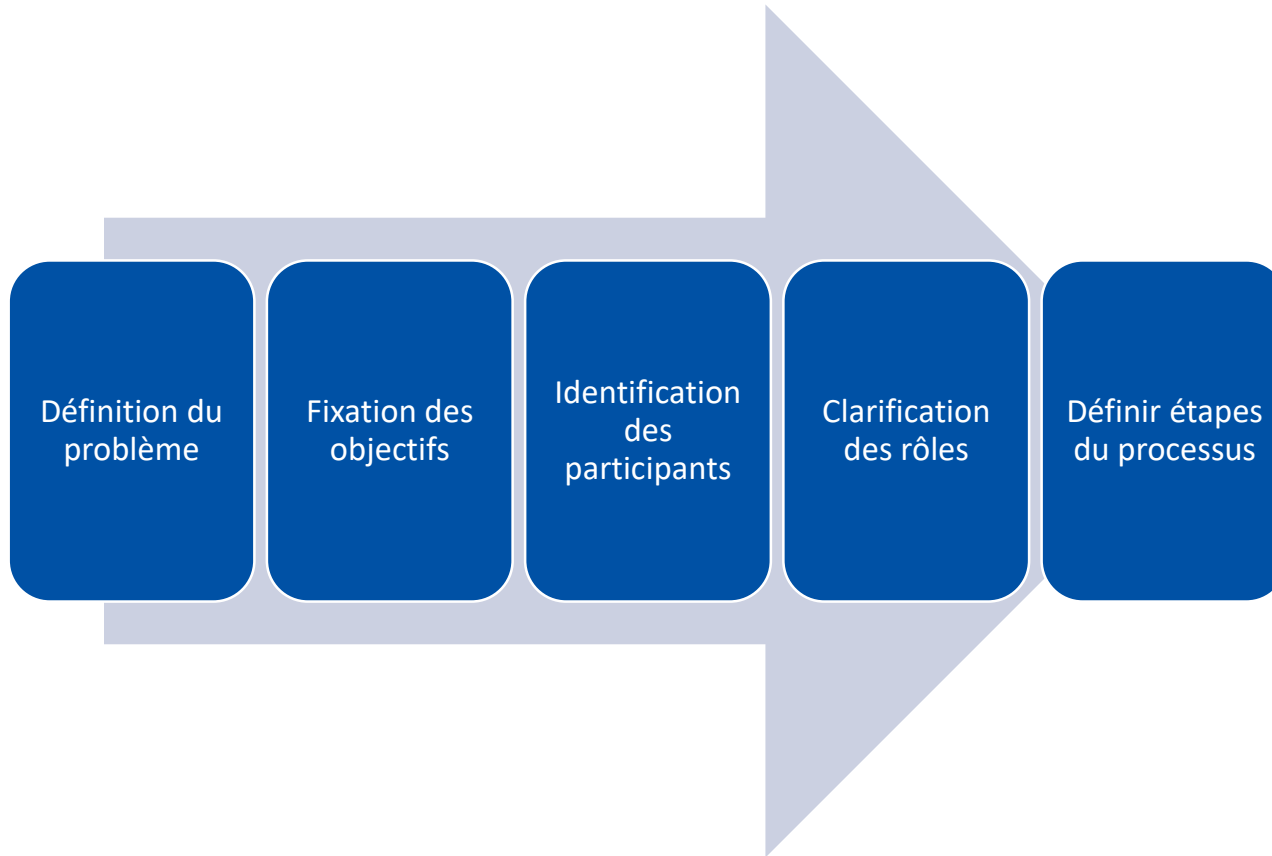 Définition du
problème
Fixation des
objectifs
Identification
des
participants
Clarification
des rôles
Définir étapes
du processus